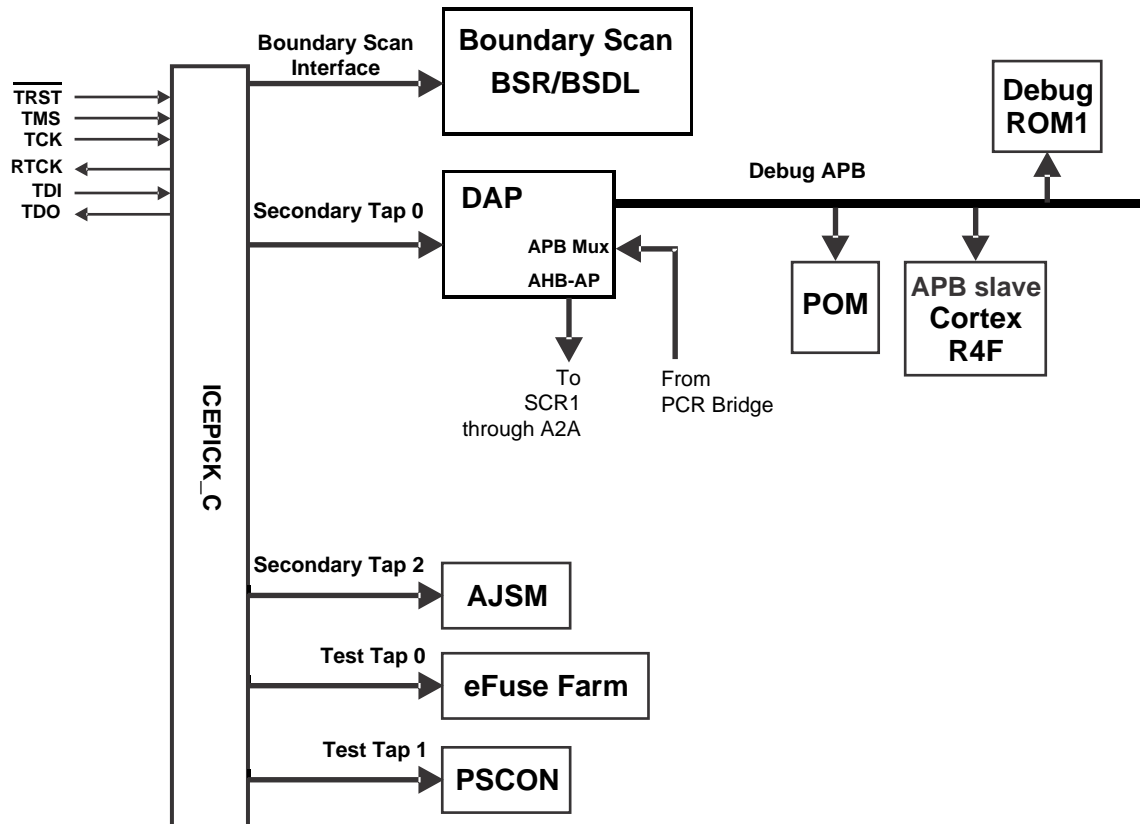 Boundary Scan
Interface
Boundary Scan
BSR/BSDL
TRST
TMS
TCK
RTCK
TDI
TDO
Debug
ROM1
Debug APB
Secondary Tap 0
DAP
APB Mux
AHB-AP
POM
APB slave
Cortex
R4F
To
SCR1
through A2A
From
PCR Bridge
ICEPICK_C
Secondary Tap 2
AJSM
Test Tap 0
eFuse Farm
Test Tap 1
PSCON